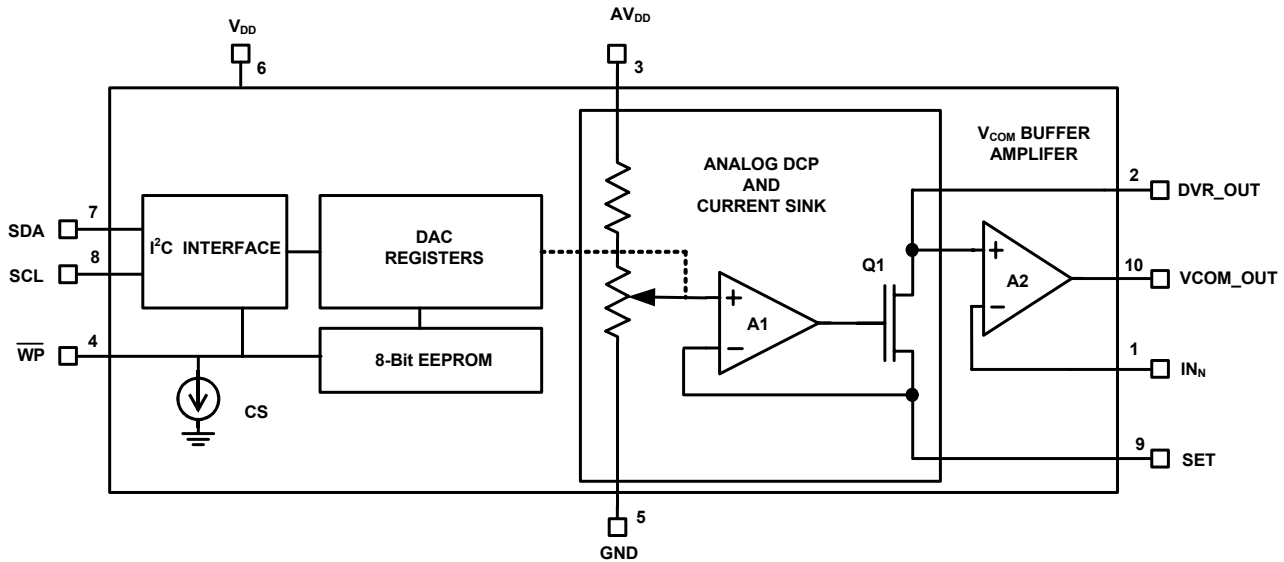 V_DD
6
AV_DD
3
ANALOG DCP
AND
CURRENT SINK
V_COM BUFFER
AMPLIFER
2
DVR_OUT
7
SDA
I²C INTERFACE
8
SCL
DAC
REGISTERS
Q1
+
−
A1
+
−
A2
10
VCOM_OUT
4
W̅P̅
8-Bit EEPROM
CS
1
IN_N
9
SET
5
GND